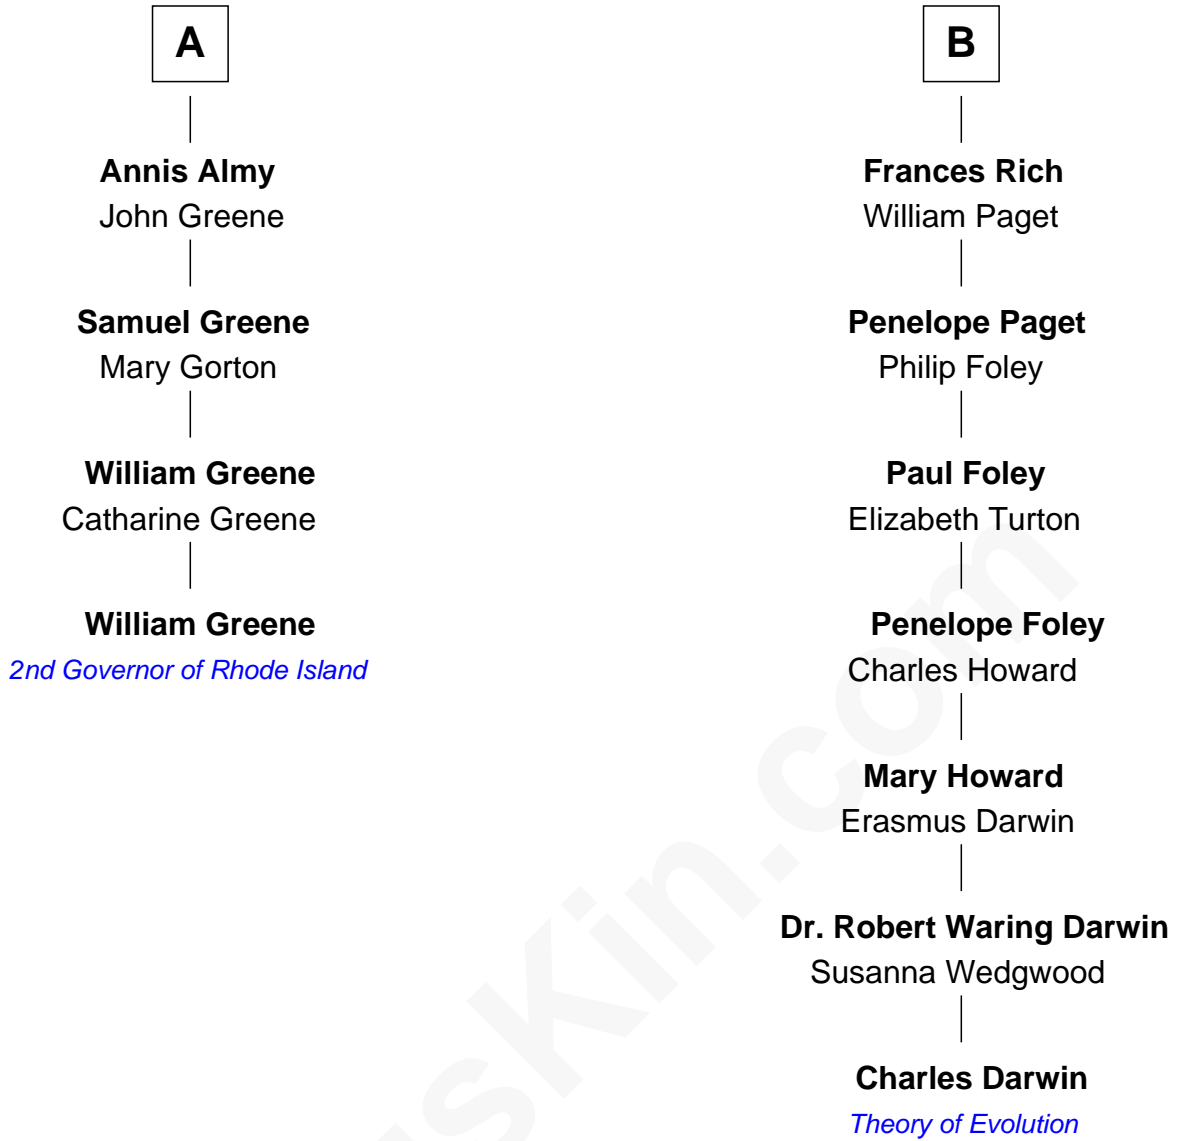 A
Annis Almy
John Greene
Samuel Greene
Mary Gorton
William Greene
Catharine Greene
William Greene
2nd Governor of Rhode Island
B
Frances Rich
William Paget
Penelope Paget
Philip Foley
Paul Foley
Elizabeth Turton
Penelope Foley
Charles Howard
Mary Howard
Erasmus Darwin
Dr. Robert Waring Darwin
Susanna Wedgwood
Charles Darwin
Theory of Evolution